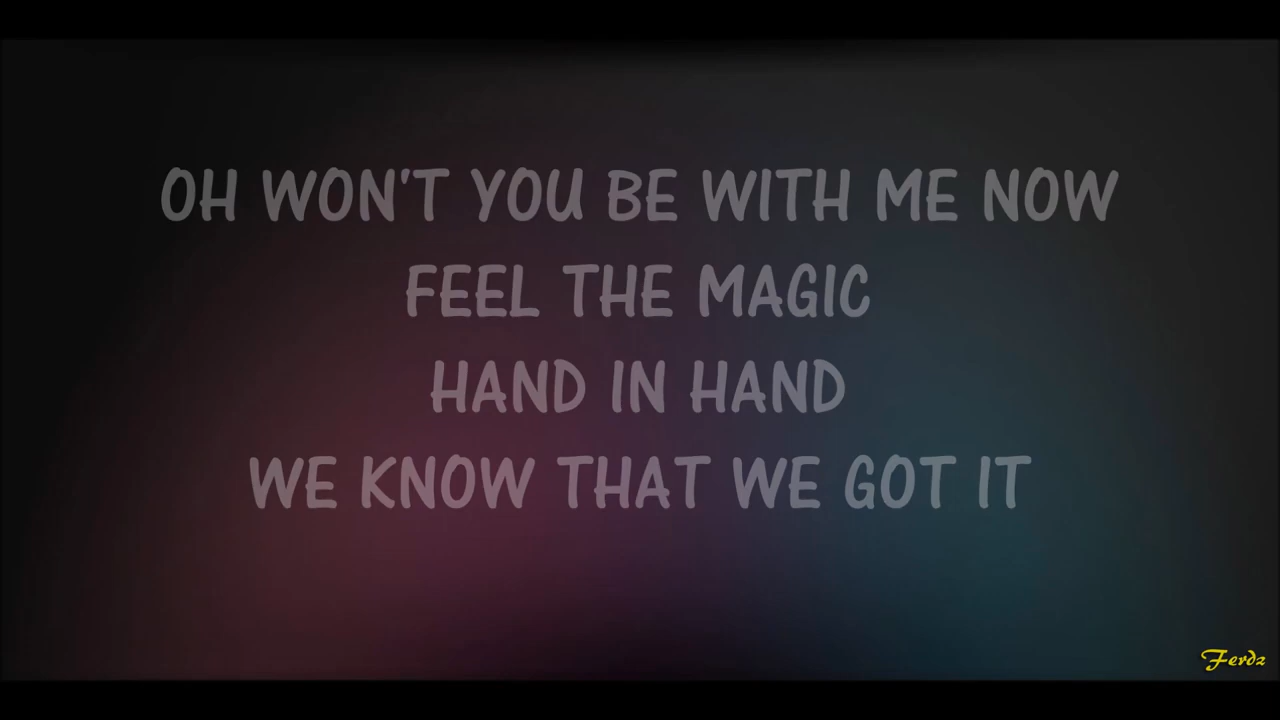 OH WON'T YOU BE WITH ME NOW
FEEL THE MAGIC
HAND IN HAND
WE KNOW THAT WE GOT IT
Ferdz